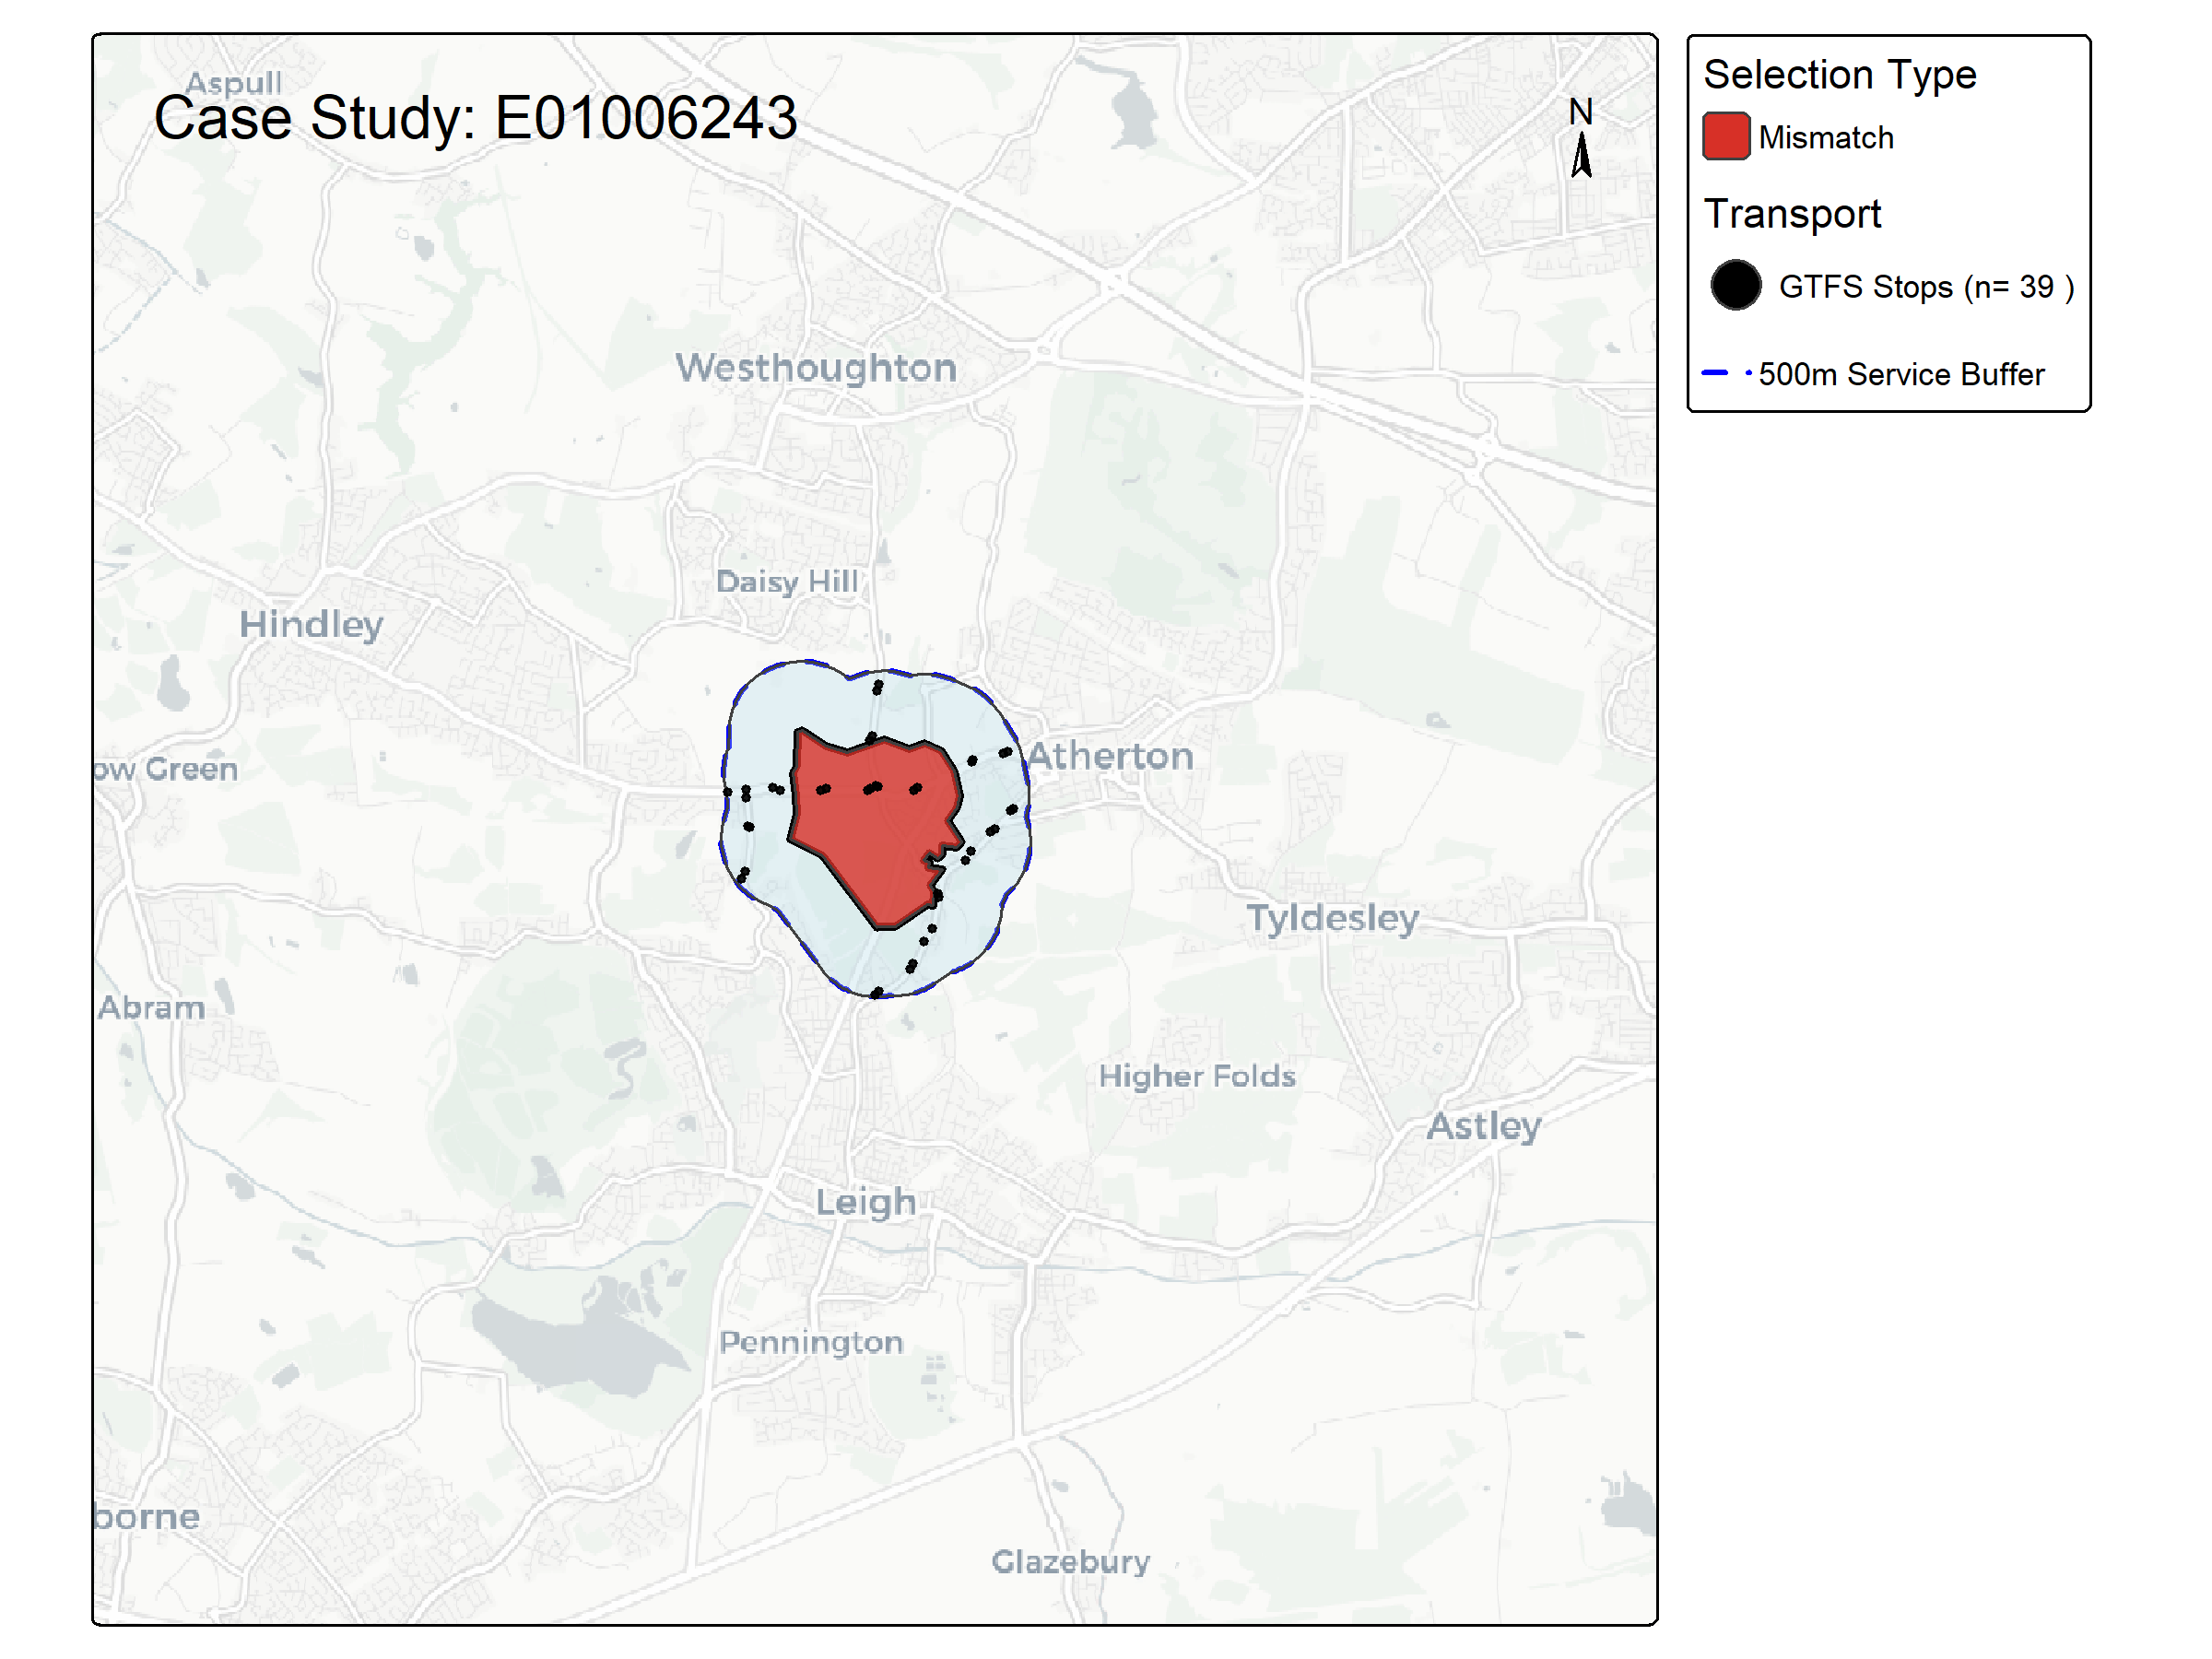 Aspull
Case Study: E01006243
N
Selection Type
Mismatch
Transport
GTFS Stops (n= 39 )
500m Service Buffer
Westhoughton
Daisy Hill
Hindley
ow Green
Atherton
Tyldesley
Abram
Higher Folds
Astley
Leigh
Pennington
borne
Glazebury